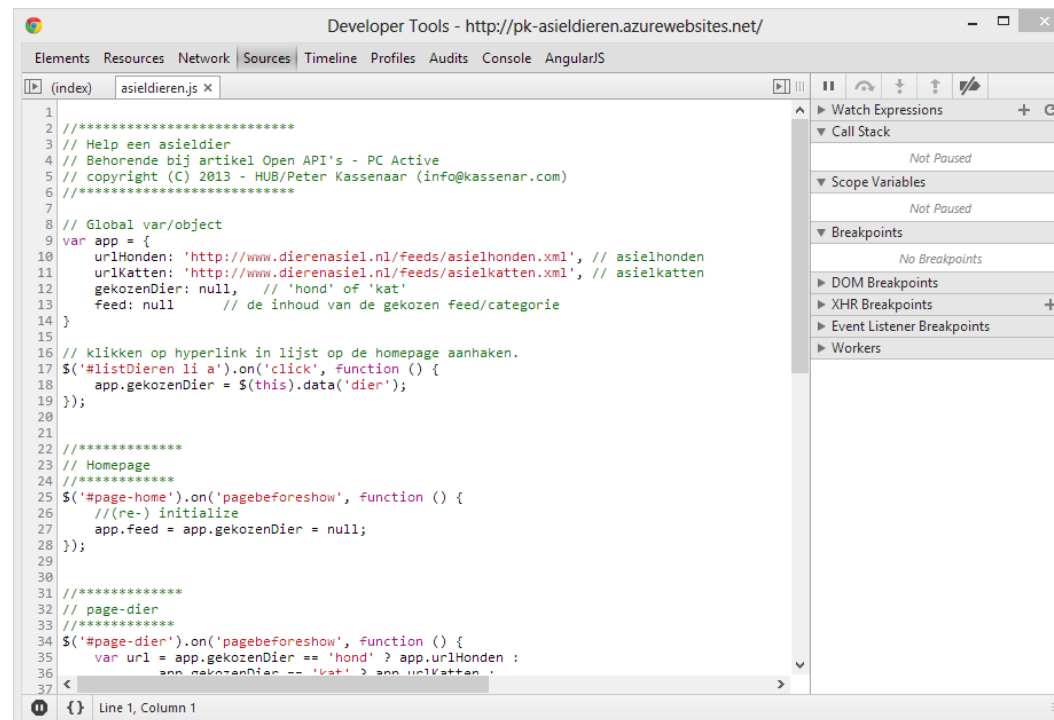 Developer Tools - http://pk-asieldieren.azurewebsites.net/
Elements Resources Network Sources Timeline Profiles Audits Console AngularJS
(index) asieldieren.js ×
1
2 //***************************
3 // Help een asieldier
4 // Behorende bij artikel Open API's - PC Active
5 // copyright (C) 2013 - HUB/Peter Kassenaar (info@kassenar.com)
6 //***************************
7
8 // Global var/object
9 var app = {
10     urlHonden: 'http://www.dierenasiel.nl/feeds/asielhonden.xml', // asielhonden
11     urlKatten: 'http://www.dierenasiel.nl/feeds/asielkatten.xml', // asielkatten
12     gekozenDier: null,   // 'hond' of 'kat'
13     feed: null      // de inhoud van de gekozen feed/categorie
14 }
15
16 // klikken op hyperlink in lijst op de homepage aanhaken.
17 $('#listDieren li a').on('click', function () {
18     app.gekozenDier = $(this).data('dier');
19 });
20
21
22 //*************
23 // Homepage
24 //************
25 $('#page-home').on('pagebeforeshow', function () {
26     //(re-) initialize
27     app.feed = app.gekozenDier = null;
28 });
29
30
31 //*************
32 // page-dier
33 //************
34 $('#page-dier').on('pagebeforeshow', function () {
35     var url = app.gekozenDier == 'hond' ? app.urlHonden :
36             app.gekozenDier == 'kat' ? app.urlKatten :
37
Watch Expressions
Call Stack
Not Paused
Scope Variables
Not Paused
Breakpoints
No Breakpoints
DOM Breakpoints
XHR Breakpoints
Event Listener Breakpoints
Workers
{} Line 1, Column 1